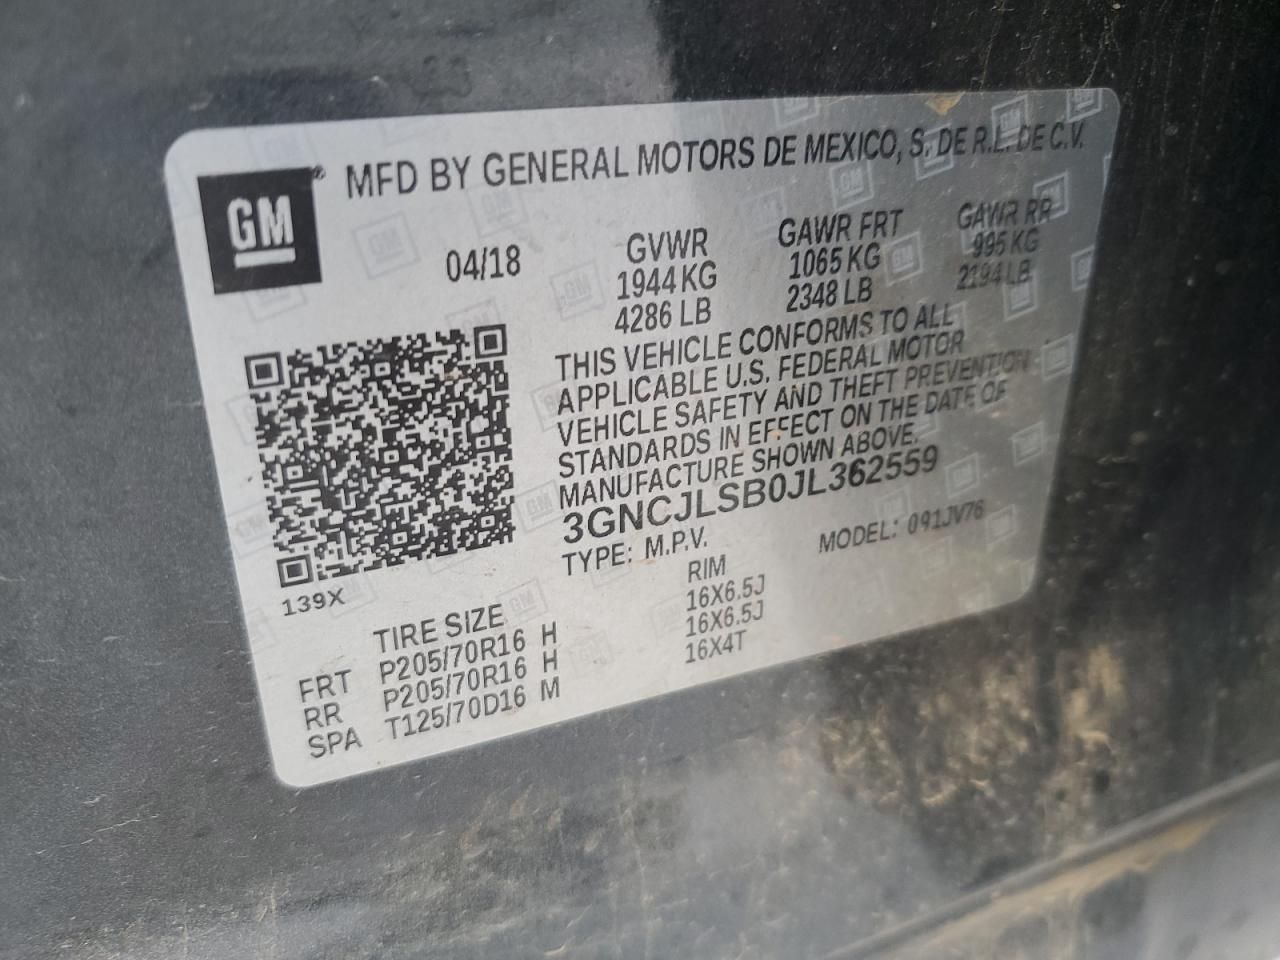 GM® MFD BY GENERAL MOTORS DE MEXICO, S. DE R.L. DE C.V.
04/18 GVWR GAWR FRT GAWR RR
1944 KG 1065 KG 995 KG
4286 LB 2348 LB 2194 LB
THIS VEHICLE CONFORMS TO ALL
APPLICABLE U.S. FEDERAL MOTOR
VEHICLE SAFETY AND THEFT PREVENTION
STANDARDS IN EFFECT ON THE DATE OF
MANUFACTURE SHOWN ABOVE.
3GNCJLSB0JL362559
TYPE: M.P.V. MODEL: 091JV76
139X
TIRE SIZE RIM
FRT P205/70R16 H 16X6.5J
RR P205/70R16 H 16X6.5J
SPA T125/70D16 M 16X4T